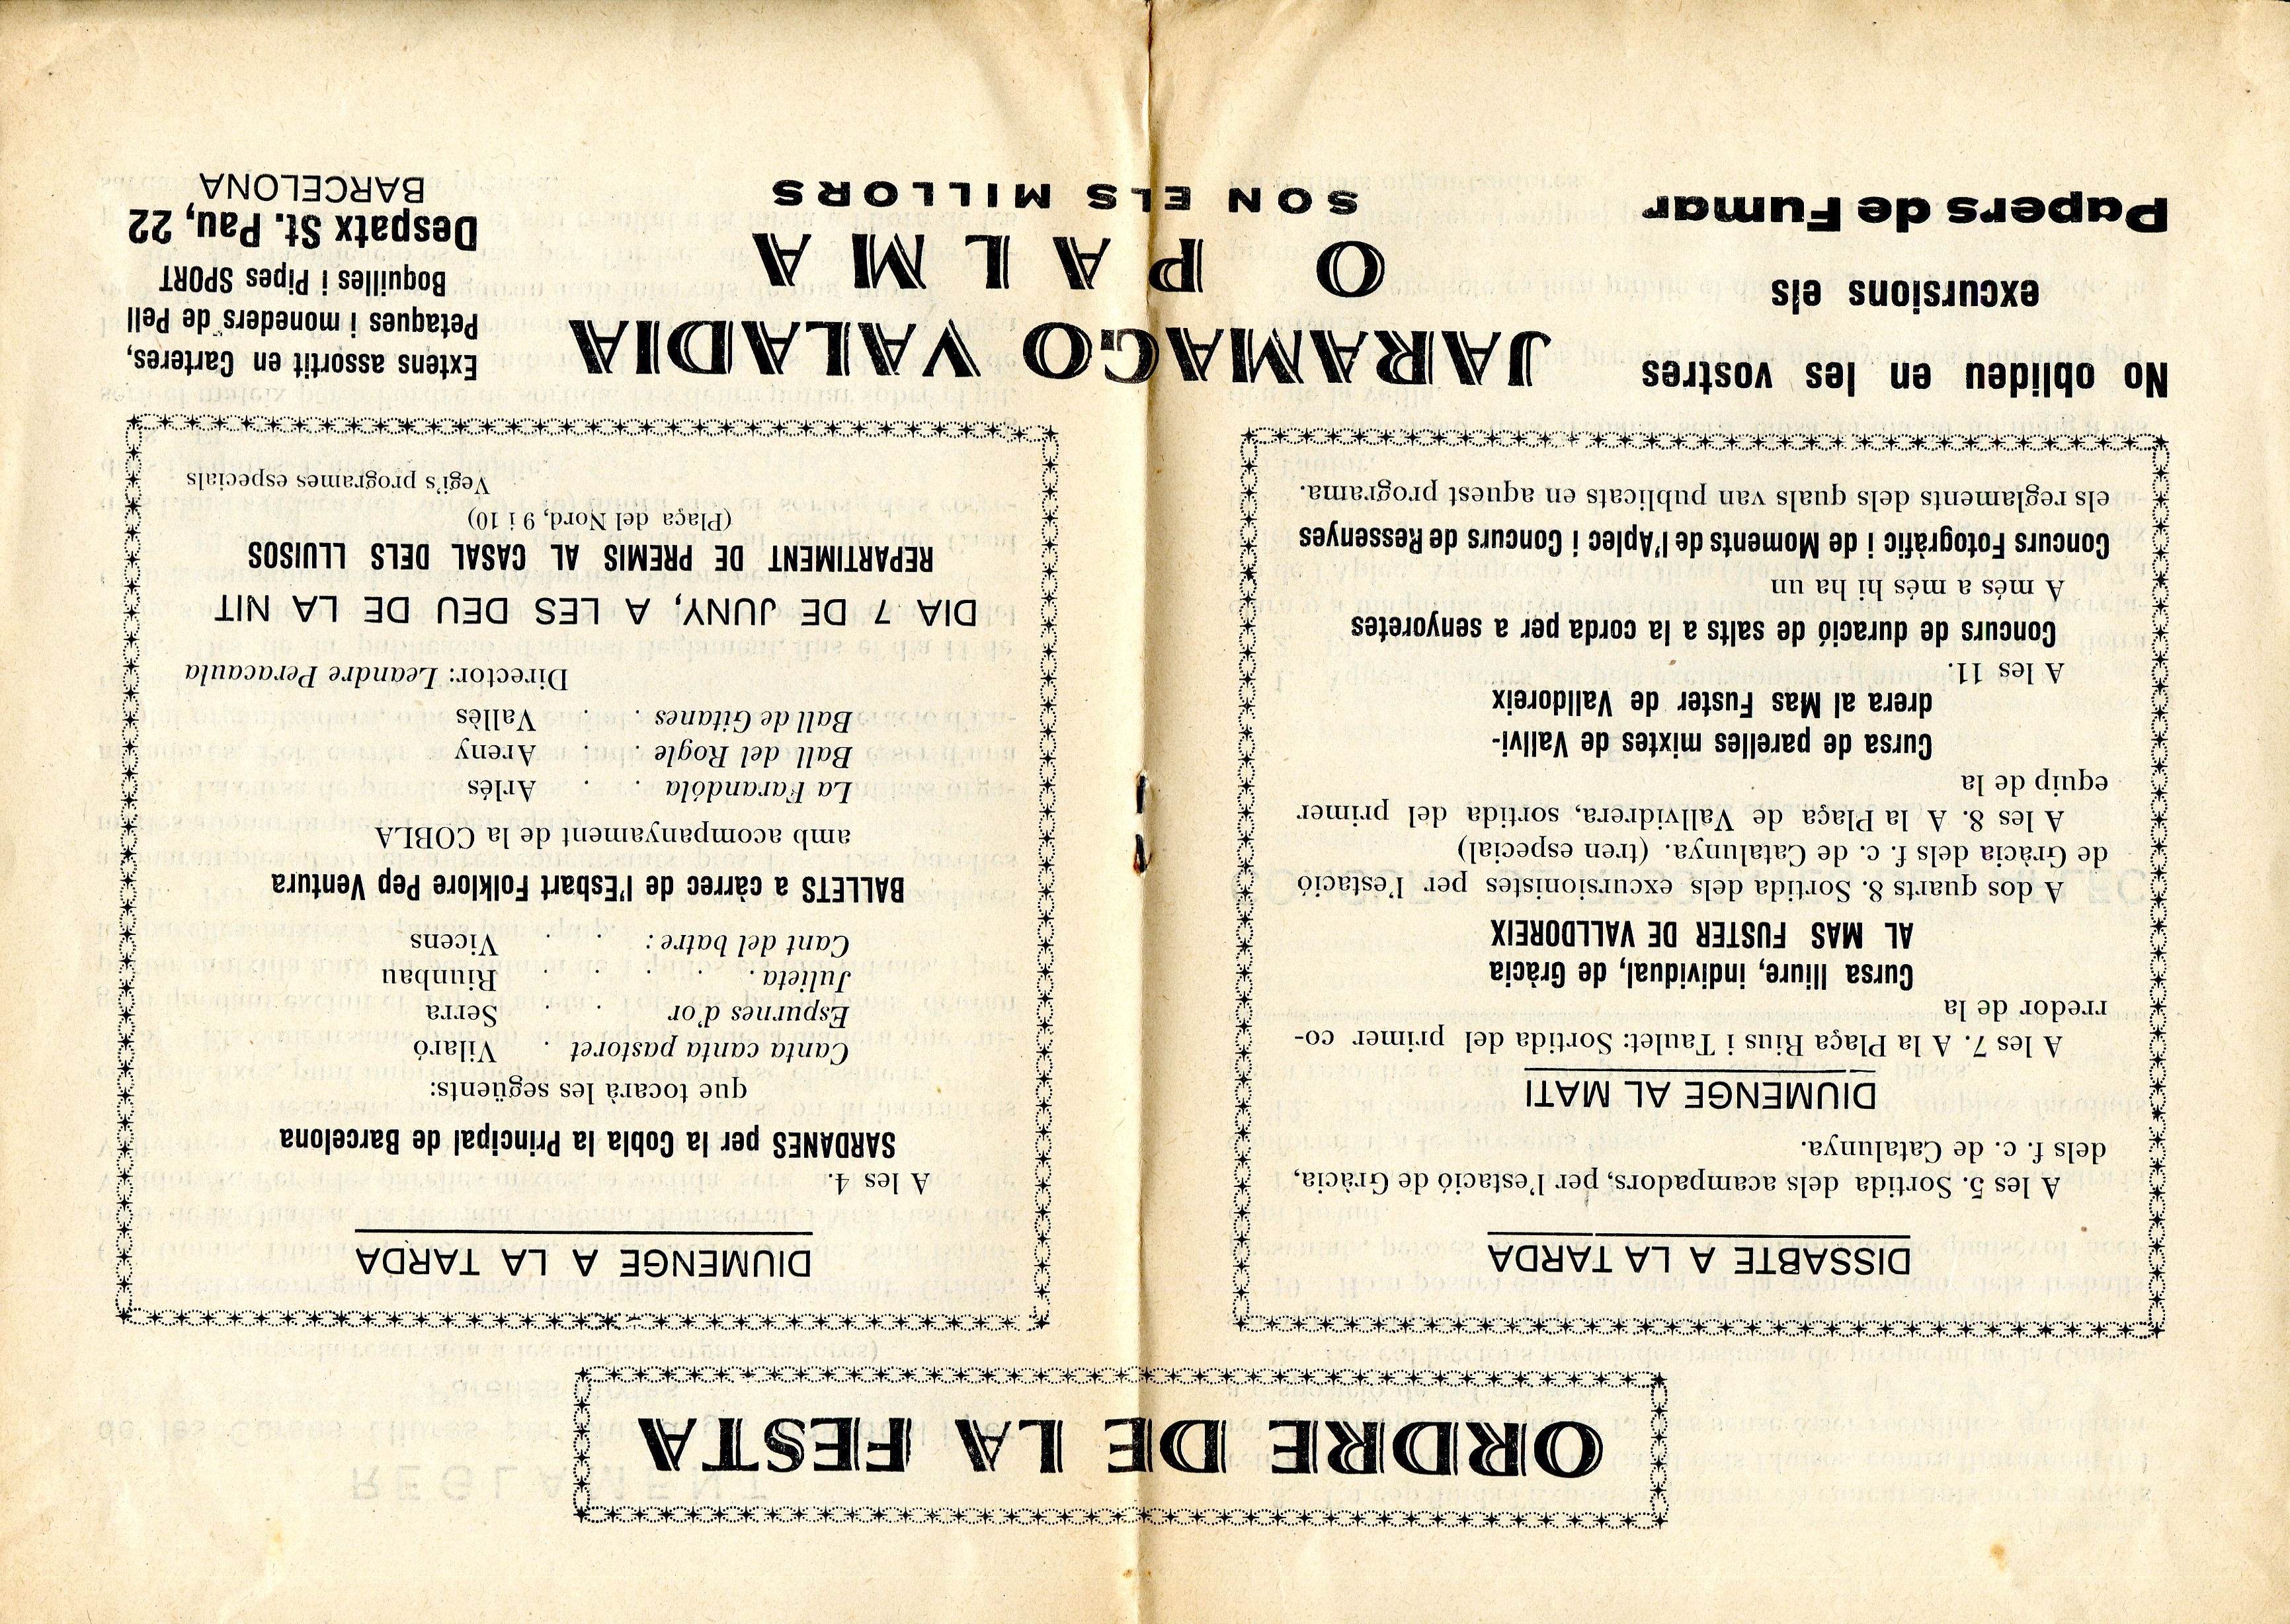 ORDRE DE LA FESTA
DISSABTE A LA TARDA
A les 5. Sortida dels acampadors, per l'estació de Gràcia,
dels f. c. de Catalunya.
DIUMENGE AL MATI
A les 7. A la Plaça Rius i Taulet: Sortida del primer co-
rredor de la
Cursa lliure, individual, de Gràcia
AL MAS FUSTER DE VALLDOREIX
A dos quarts 8. Sortida dels excursionistes per l'estació
de Gràcia dels f. c. de Catalunya. (tren especial)
A les 8. A la Plaça de Vallvidrera, sortida del primer
equip de la
Cursa de parelles mixtes de Vallvi-
drera al Mas Fuster de Valldoreix
A les 11.
Concurs de duració de salts a la corda per a senyoretes
A més a més hi ha un
Concurs Fotogràfic i de Moments de l'Aplec i Concurs de Ressenyes
els reglaments dels quals van publicats en aquest programa.
DIUMENGE A LA TARDA
A les 4.
SARDANES per la Cobla la Principal de Barcelona
que tocarà les següents:
Canta canta pastoret . Vilaró
Espurnes d'or . . Serra
Julieta . . . . Riunbau
Cant del batre : . . Vicens
BALLETS a càrrec de l'Esbart Folklore Pep Ventura
amb acompanyament de la COBLA
La Farandóla . . Arlés
Ball del Rogle . . Areny
Ball de Gitanes . . Vallès
Director: Leandre Peracaula
DIA 7 DE JUNY, A LES DEU DE LA NIT
REPARTIMENT DE PREMIS AL CASAL DELS LLUISOS
(Plaça del Nord, 9 i 10)
Vegi's programes especials
No oblideu en les vostres
excursions els
Papers de Fumar
JARAMAGO VALADIA
O PALMA
SON ELS MILLORS
Extens assortit en Carteres,
Petaques i moneders de Pell
Boquilles i Pipes SPORT
Despatx St. Pau, 22
BARCELONA